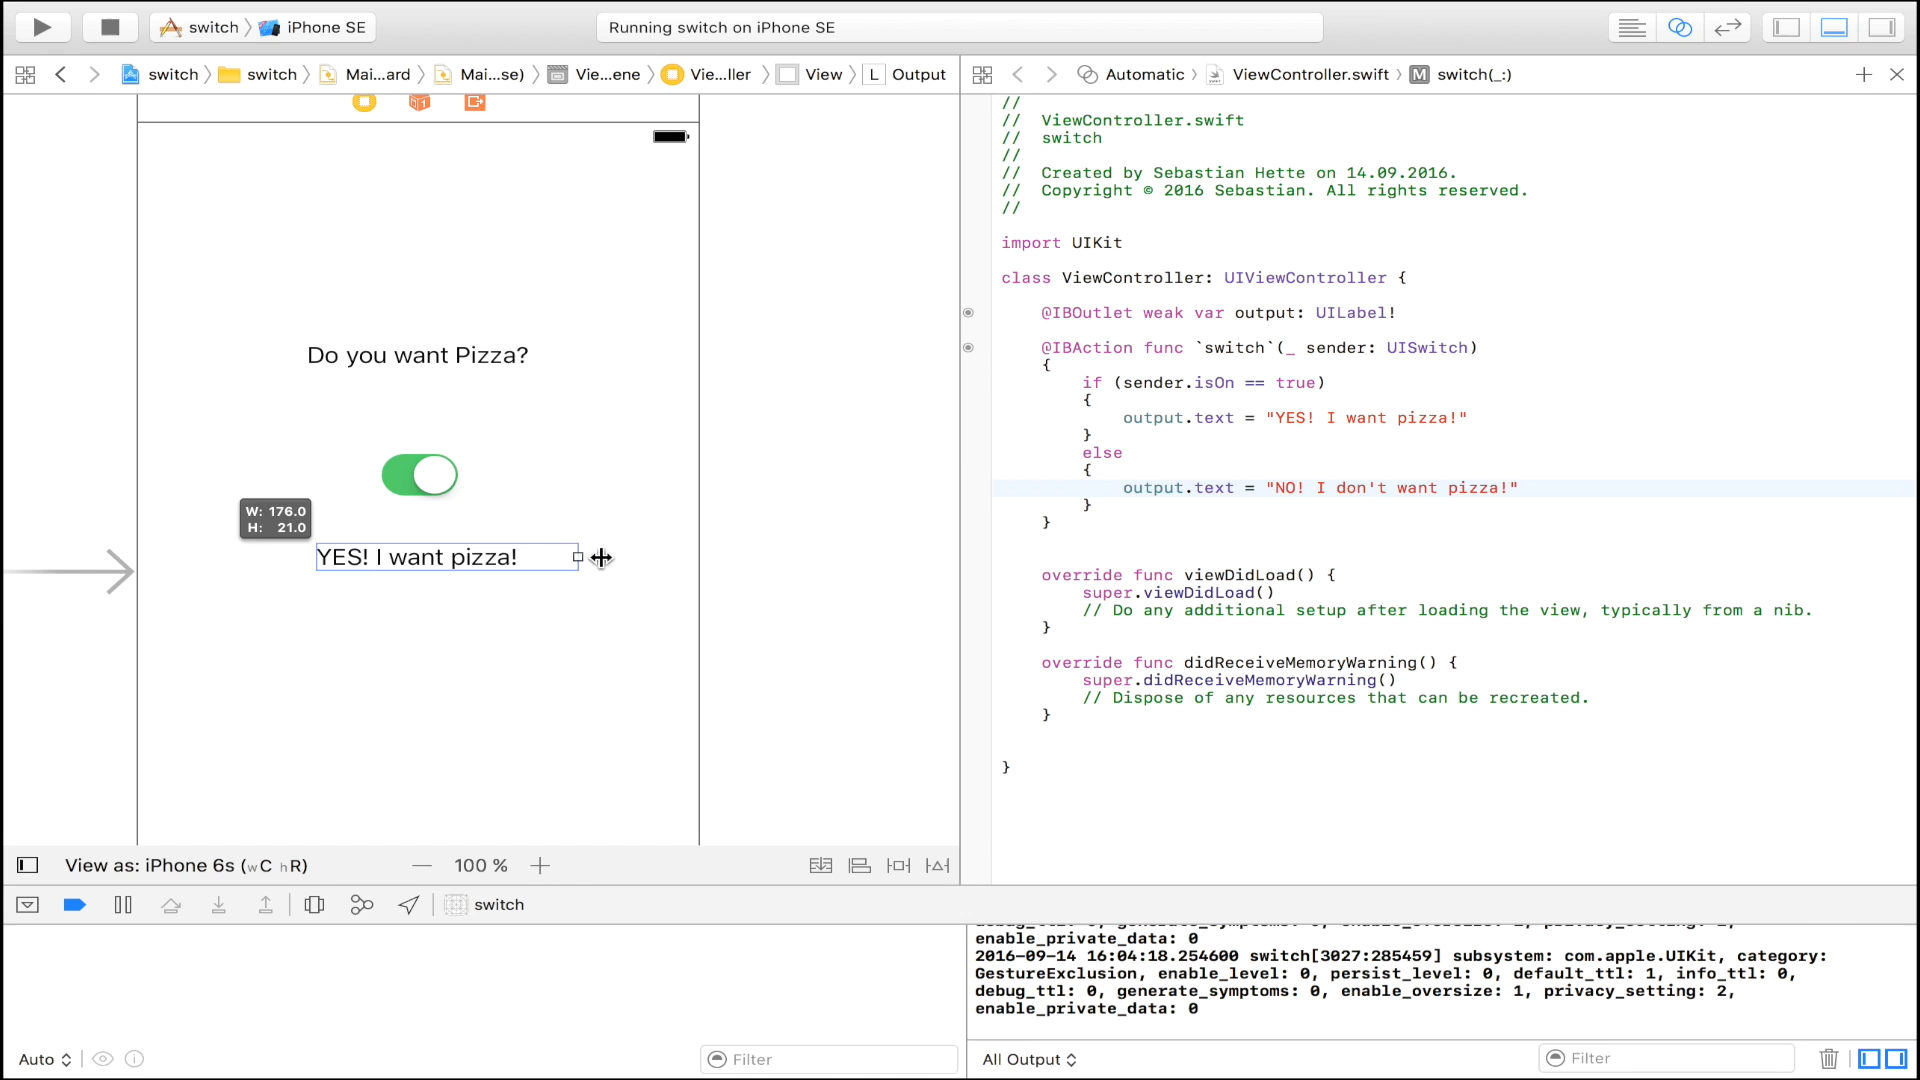 switch
iPhone SE
Running switch on iPhone SE
switch
switch
Mai...ard
Mai...se)
Vie...ene
Vie...ller
View
L Output
Automatic
ViewController.swift
M switch(_:)
Do you want Pizza?
W: 176.0
H: 21.0
YES! I want pizza!
//
// ViewController.swift
// switch
//
// Created by Sebastian Hette on 14.09.2016.
// Copyright © 2016 Sebastian. All rights reserved.
//
import UIKit
class ViewController: UIViewController {
@IBOutlet weak var output: UILabel!
@IBAction func `switch`(_ sender: UISwitch)
{
if (sender.isOn == true)
{
output.text = "YES! I want pizza!"
}
else
{
output.text = "NO! I don't want pizza!"
}
}
override func viewDidLoad() {
super.viewDidLoad()
// Do any additional setup after loading the view, typically from a nib.
}
override func didReceiveMemoryWarning() {
super.didReceiveMemoryWarning()
// Dispose of any resources that can be recreated.
}
}
View as: iPhone 6s (wC hR)
100 %
switch
enable_private_data: 0
2016-09-14 16:04:18.254600 switch[3027:285459] subsystem: com.apple.UIKit, category:
GestureExclusion, enable_level: 0, persist_level: 0, default_ttl: 1, info_ttl: 0,
debug_ttl: 0, generate_symptoms: 0, enable_oversize: 1, privacy_setting: 2,
enable_private_data: 0
Auto
Filter
All Output
Filter